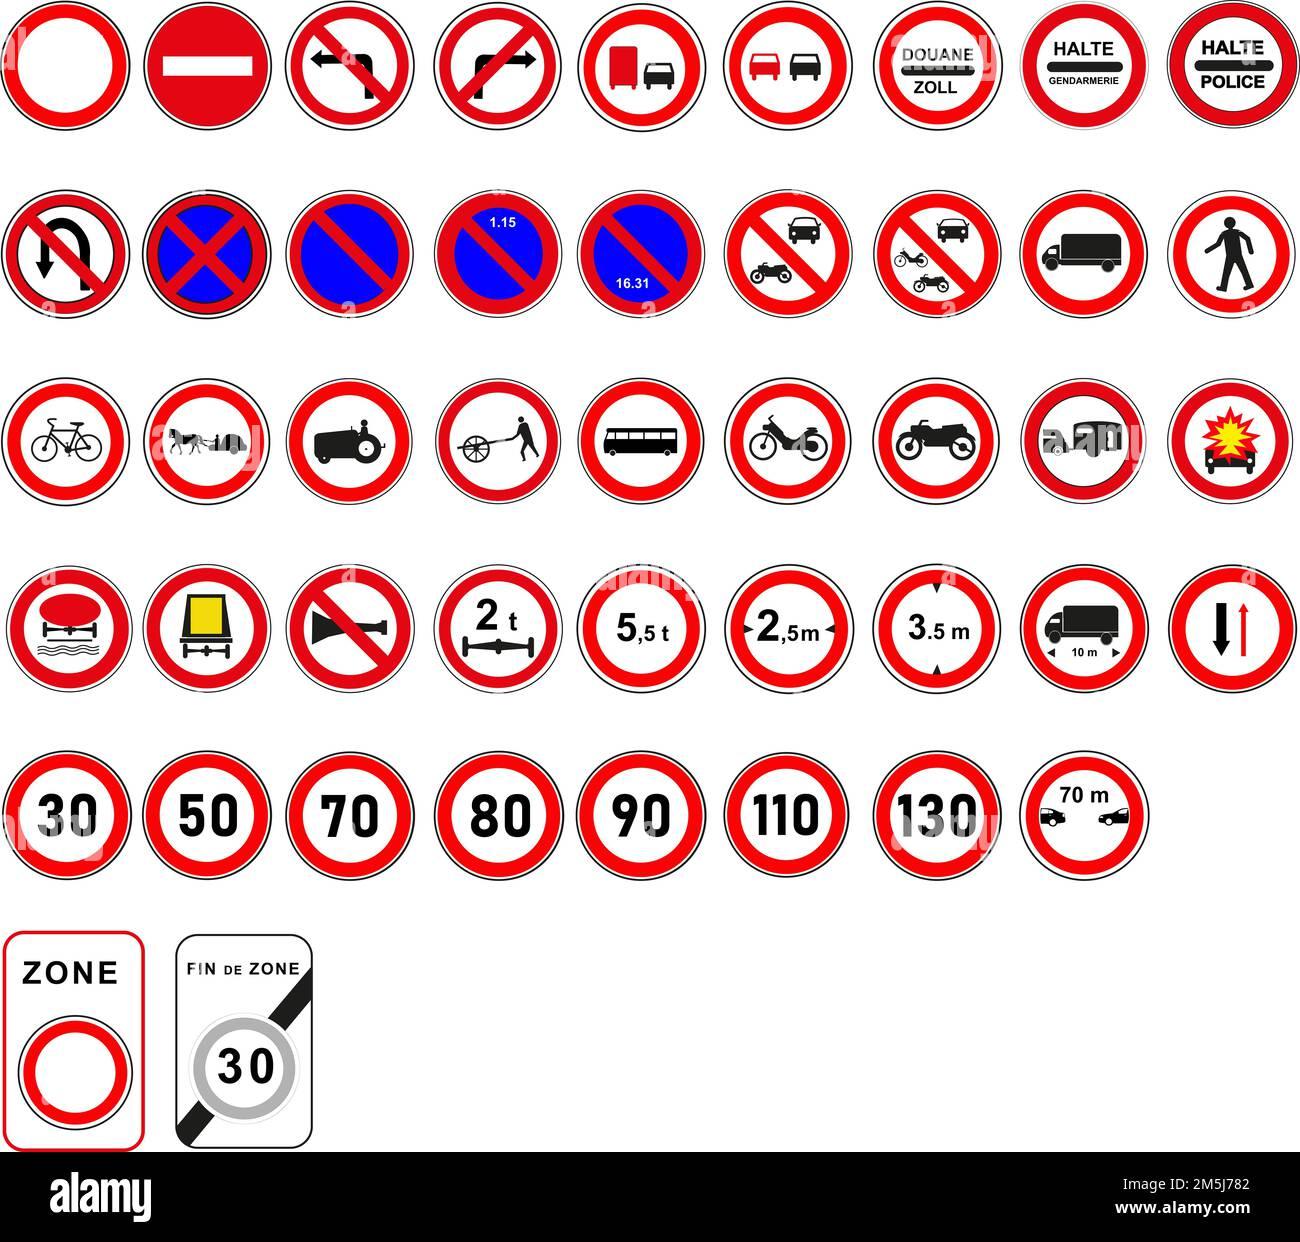 DOUANE
ZOLL
HALTE
GENDARMERIE
HALTE
POLICE
1.15
16.31
2 t
5,5 t
2,5m
3.5 m
10 m
30
50
70
80
90
110
130
70 m
ZONE
FIN DE ZONE
30
alamy
Image ID: 2M5J782
www.alamy.com